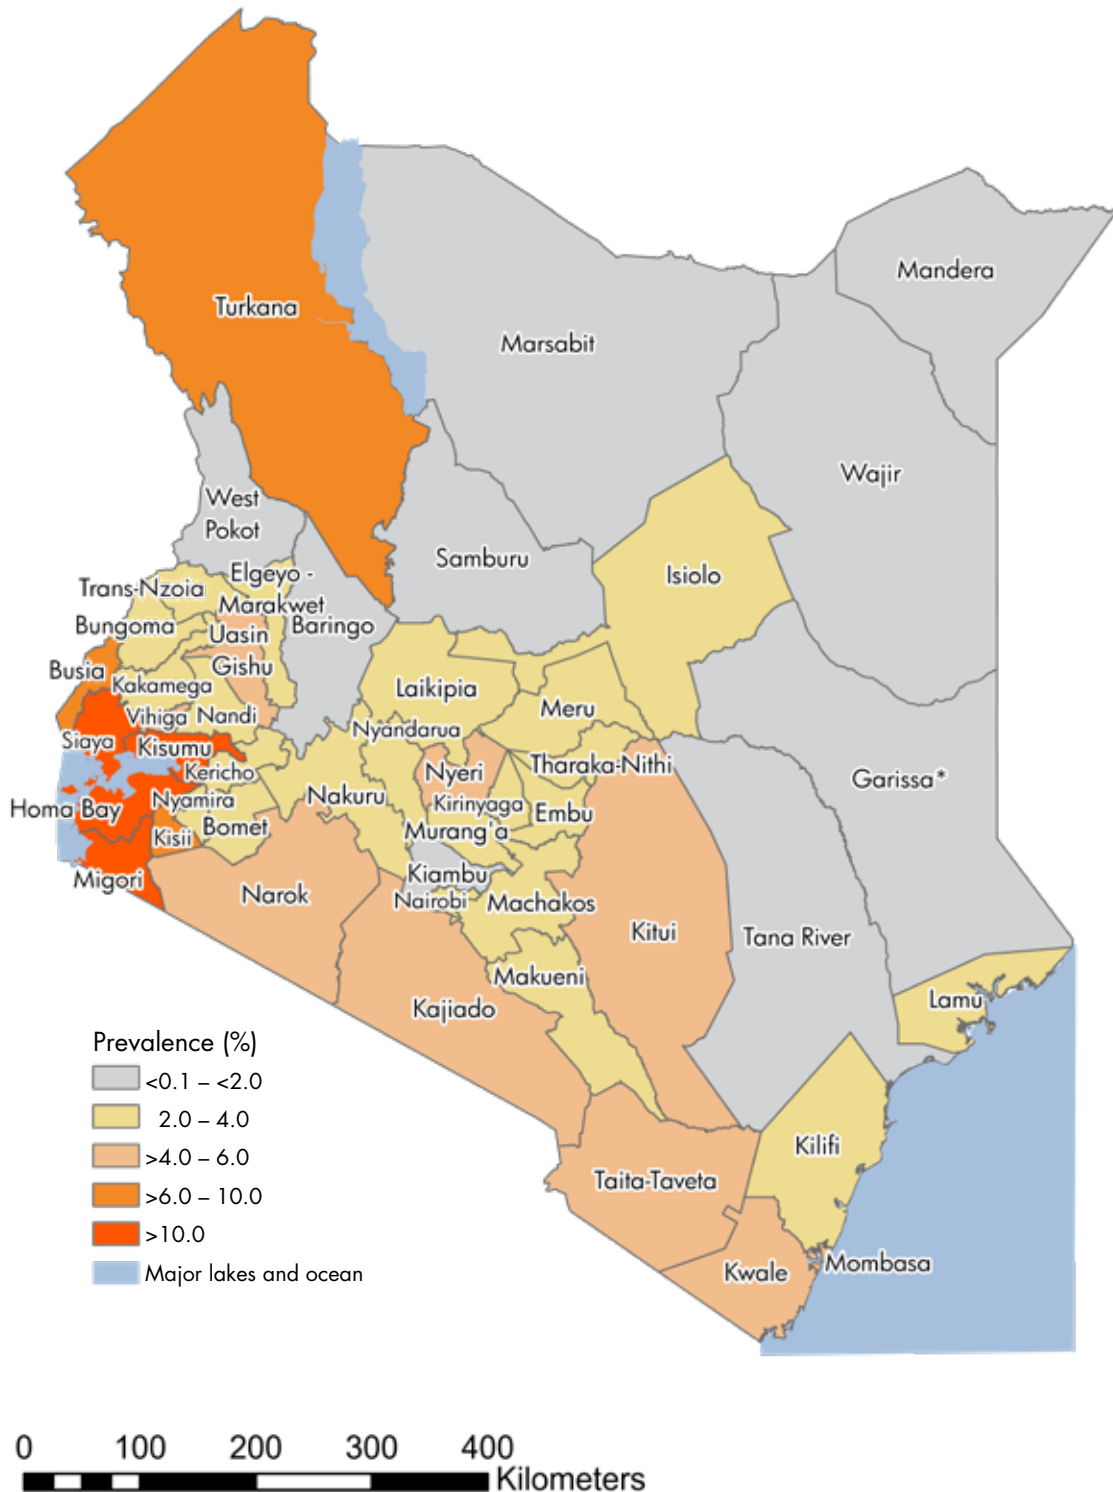 Mandera
Turkana
Marsabit
Wajir
West
Pokot
Samburu
Isiolo
Elgeyo -
Marakwet
Trans-Nzoia
Bungoma
Uasin
Gishu
Baringo
Busia
Kakamega
Laikipia
Meru
Vihiga
Nandi
Nyandarua
Siaya
Kisumu
Kericho
Nyeri
Tharaka-Nithi
Garissa*
Homa Bay
Nyamira
Nakuru
Kirinyaga
Embu
Kisii
Bomet
Murang'a
Migori
Kiambu
Narok
Nairobi
Machakos
Kitui
Tana River
Makueni
Kajiado
Lamu
Kilifi
Taita-Taveta
Kwale
Mombasa
Prevalence (%)
<0.1 – <2.0
2.0 – 4.0
>4.0 – 6.0
>6.0 – 10.0
>10.0
Major lakes and ocean
0 100 200 300 400
Kilometers